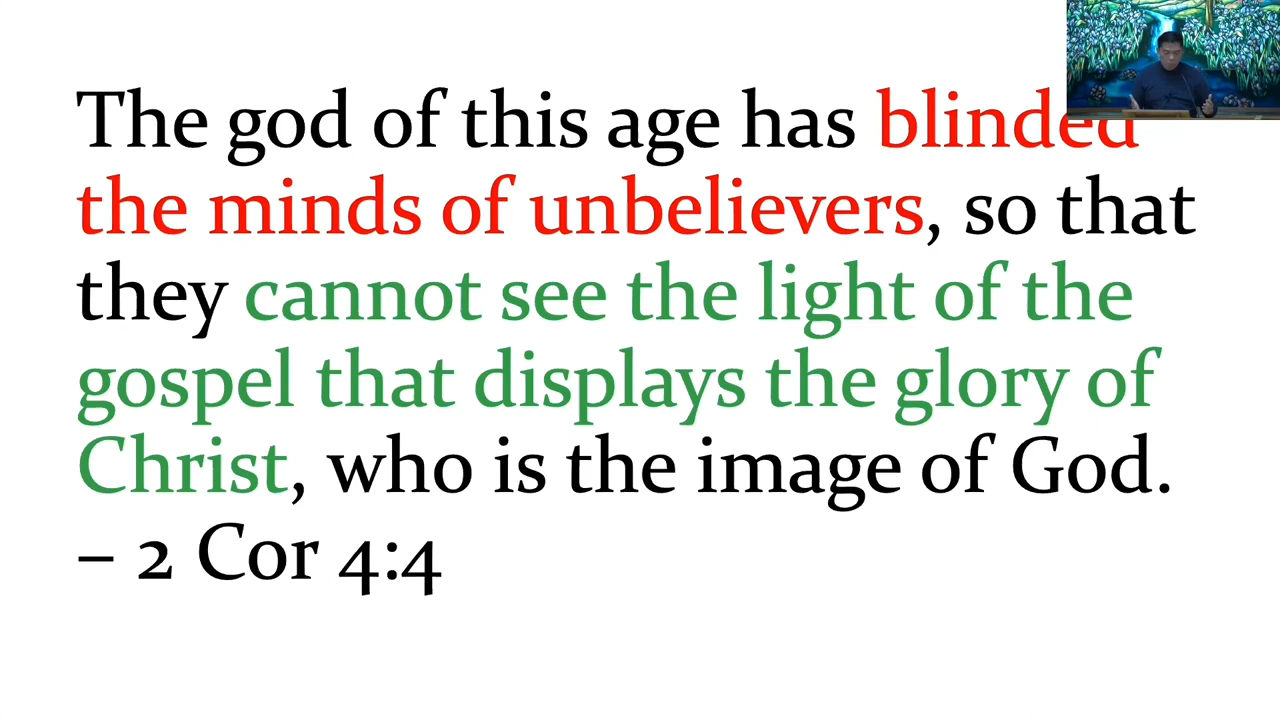 The god of this age has blinded
the minds of unbelievers, so that
they cannot see the light of the
gospel that displays the glory of
Christ, who is the image of God.
– 2 Cor 4:4